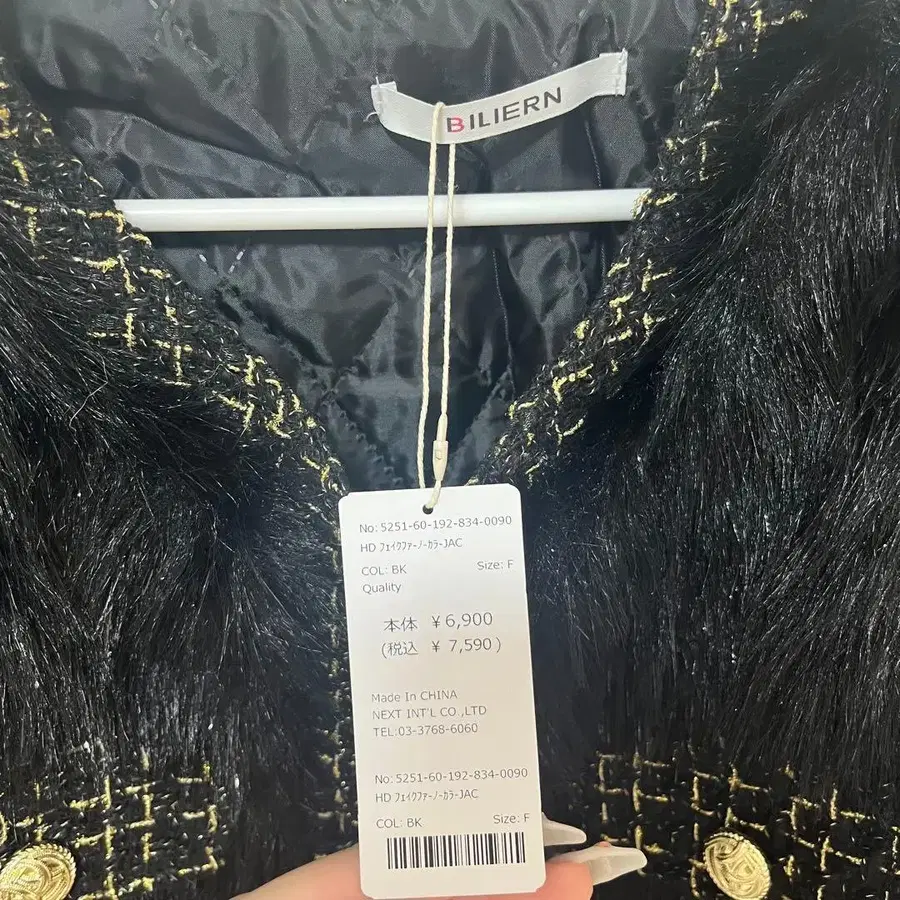 BILIERN
No: 5251-60-192-834-0090
HD ﾌｪｲｸﾌｧｰﾉｰｶﾗｰJAC
COL: BK Size: F
Quality
本体 ¥6,900
(税込 ¥ 7,590)
Made In CHINA
NEXT INT'L CO.,LTD
TEL:03-3768-6060
No: 5251-60-192-834-0090
HD ﾌｪｲｸﾌｧｰﾉｰｶﾗｰJAC
COL: BK Size: F